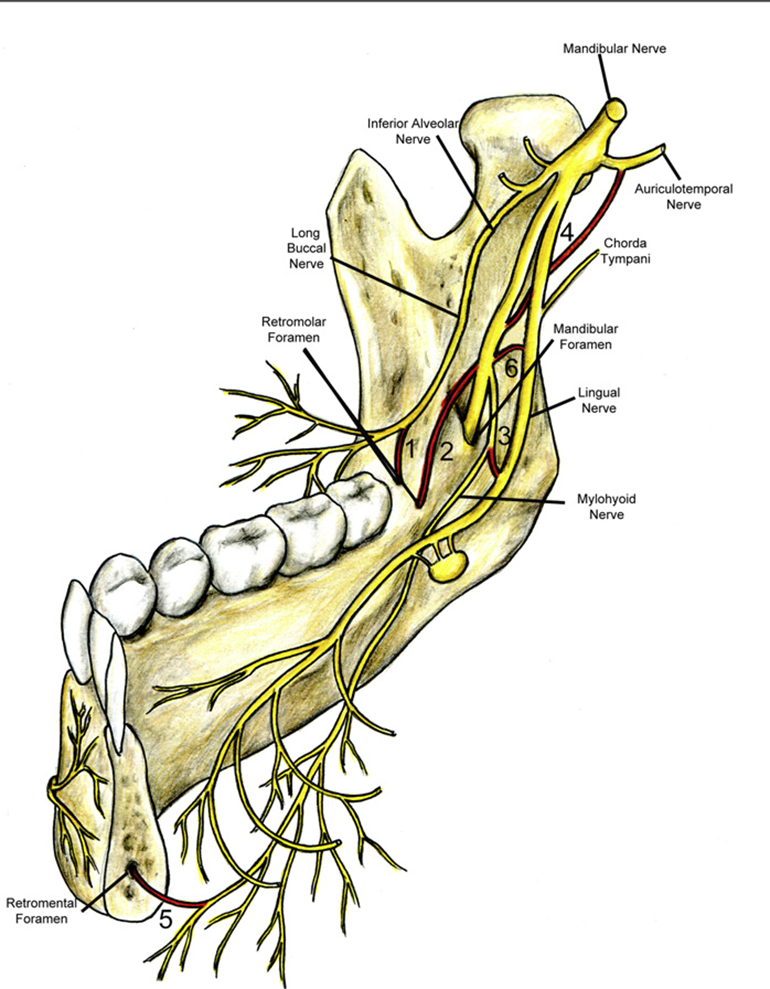 Mandibular Nerve
Inferior Alveolar
Nerve
Auriculotemporal
Nerve
4
Long
Buccal
Nerve
Chorda
Tympani
Retromolar
Foramen
Mandibular
Foramen
6
Lingual
Nerve
1
2
3
Mylohyoid
Nerve
Retromental
Foramen
5